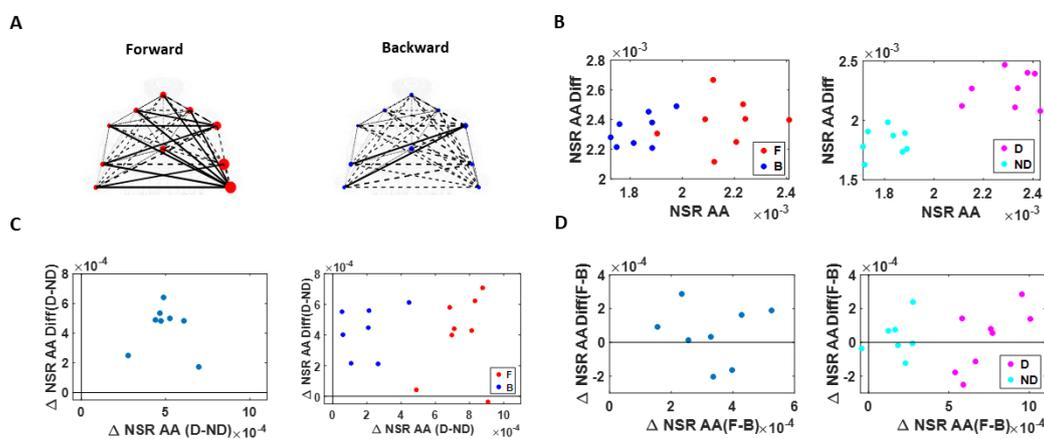 A
Forward
Backward
B
×10⁻³
NSR AA Diff
2.8
2.6
2.4
2.2
2
2
2.2
2.4
NSR AA
×10⁻³
F
B
×10⁻³
NSR AA Diff
2.5
2
1.5
2
2.2
2.4
NSR AA
×10⁻³
D
ND
C
×10⁻⁴
Δ NSR AA Diff(D-ND)
8
6
4
2
0
0
5
10
Δ NSR AA (D-ND)
×10⁻⁴
×10⁻⁴
Δ NSR AA Diff(D-ND)
8
6
4
2
0
0
2
4
6
8
10
Δ NSR AA (D-ND)
×10⁻⁴
F
B
D
×10⁻⁴
Δ NSR AA Diff(F-B)
4
2
0
-2
0
2
4
6
Δ NSR AA(F-B)
×10⁻⁴
×10⁻⁴
Δ NSR AA Diff(F-B)
4
2
0
-2
0
5
10
Δ NSR AA(F-B)
×10⁻⁴
D
ND